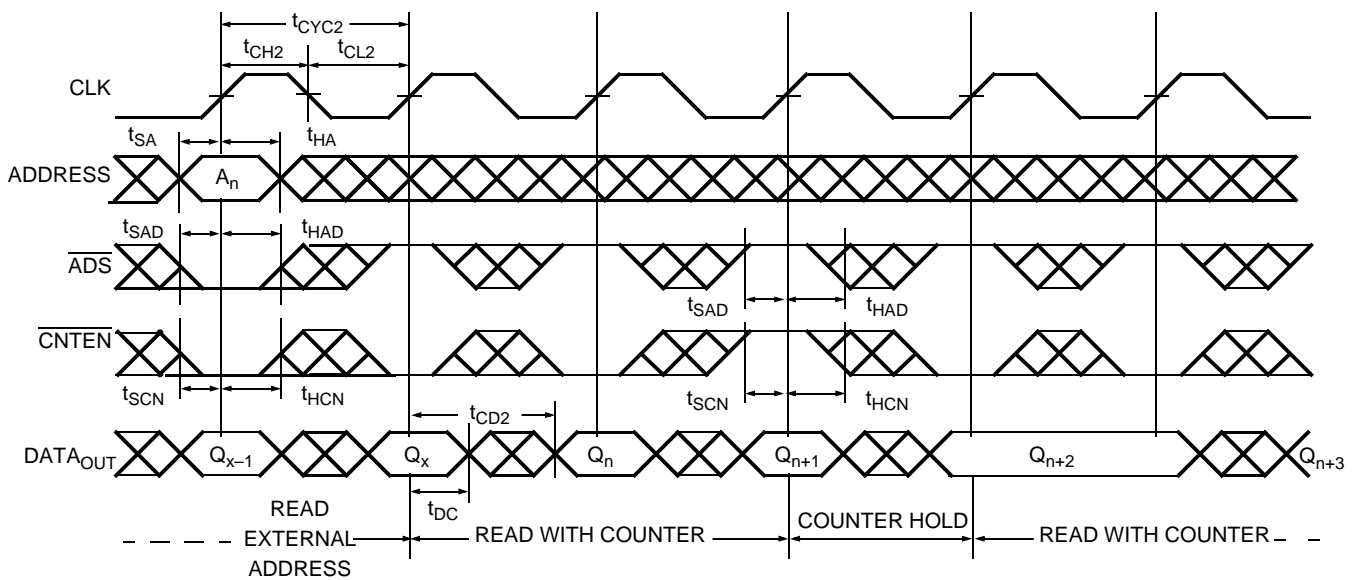 tCYC2
tCH2
tCL2
CLK
tSA
tHA
ADDRESS
An
tSAD
tHAD
ADS
tSAD
tHAD
CNTEN
tSCN
tHCN
tSCN
tHCN
tCD2
DATAOUT
Qx–1
Qx
Qn
Qn+1
Qn+2
Qn+3
tDC
READ
EXTERNAL
ADDRESS
READ WITH COUNTER
COUNTER HOLD
READ WITH COUNTER